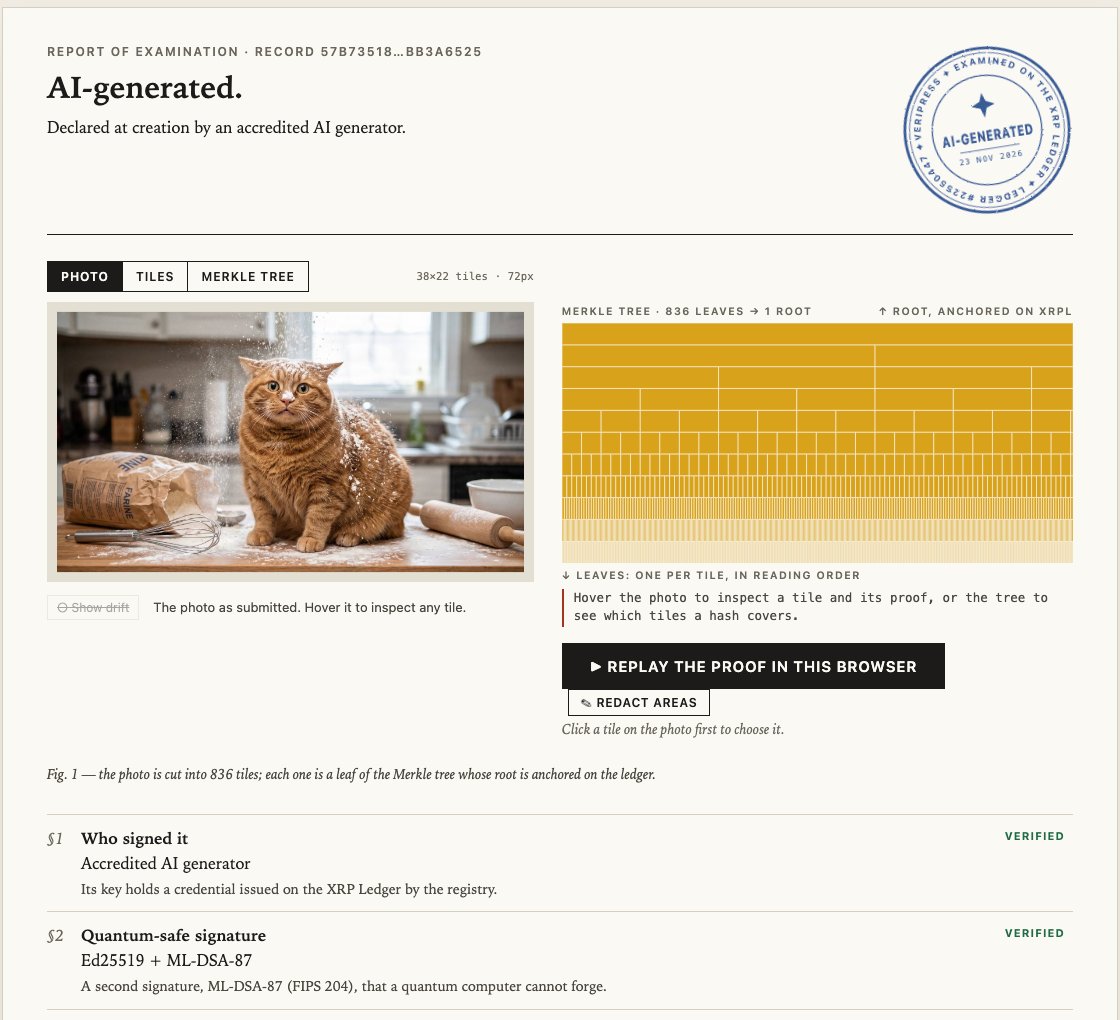 REPORT OF EXAMINATION · RECORD 57B73518…BB3A6525
AI-generated.
Declared at creation by an accredited AI generator.
VERIPRESS ✦ EXAMINED ON THE XRP LEDGER ✦ LEDGER #22550447 ✦
AI-GENERATED
23 NOV 2026
PHOTO
TILES
MERKLE TREE
38×22 tiles · 72px
FARINE
MERKLE TREE · 836 LEAVES → 1 ROOT
↑ ROOT, ANCHORED ON XRPL
↓ LEAVES: ONE PER TILE, IN READING ORDER
Show drift
The photo as submitted. Hover it to inspect any tile.
Hover the photo to inspect a tile and its proof, or the tree to
see which tiles a hash covers.
▶ REPLAY THE PROOF IN THIS BROWSER
✎ REDACT AREAS
Click a tile on the photo first to choose it.
Fig. 1 — the photo is cut into 836 tiles; each one is a leaf of the Merkle tree whose root is anchored on the ledger.
§1 Who signed it
VERIFIED
Accredited AI generator
Its key holds a credential issued on the XRP Ledger by the registry.
§2 Quantum-safe signature
VERIFIED
Ed25519 + ML-DSA-87
A second signature, ML-DSA-87 (FIPS 204), that a quantum computer cannot forge.